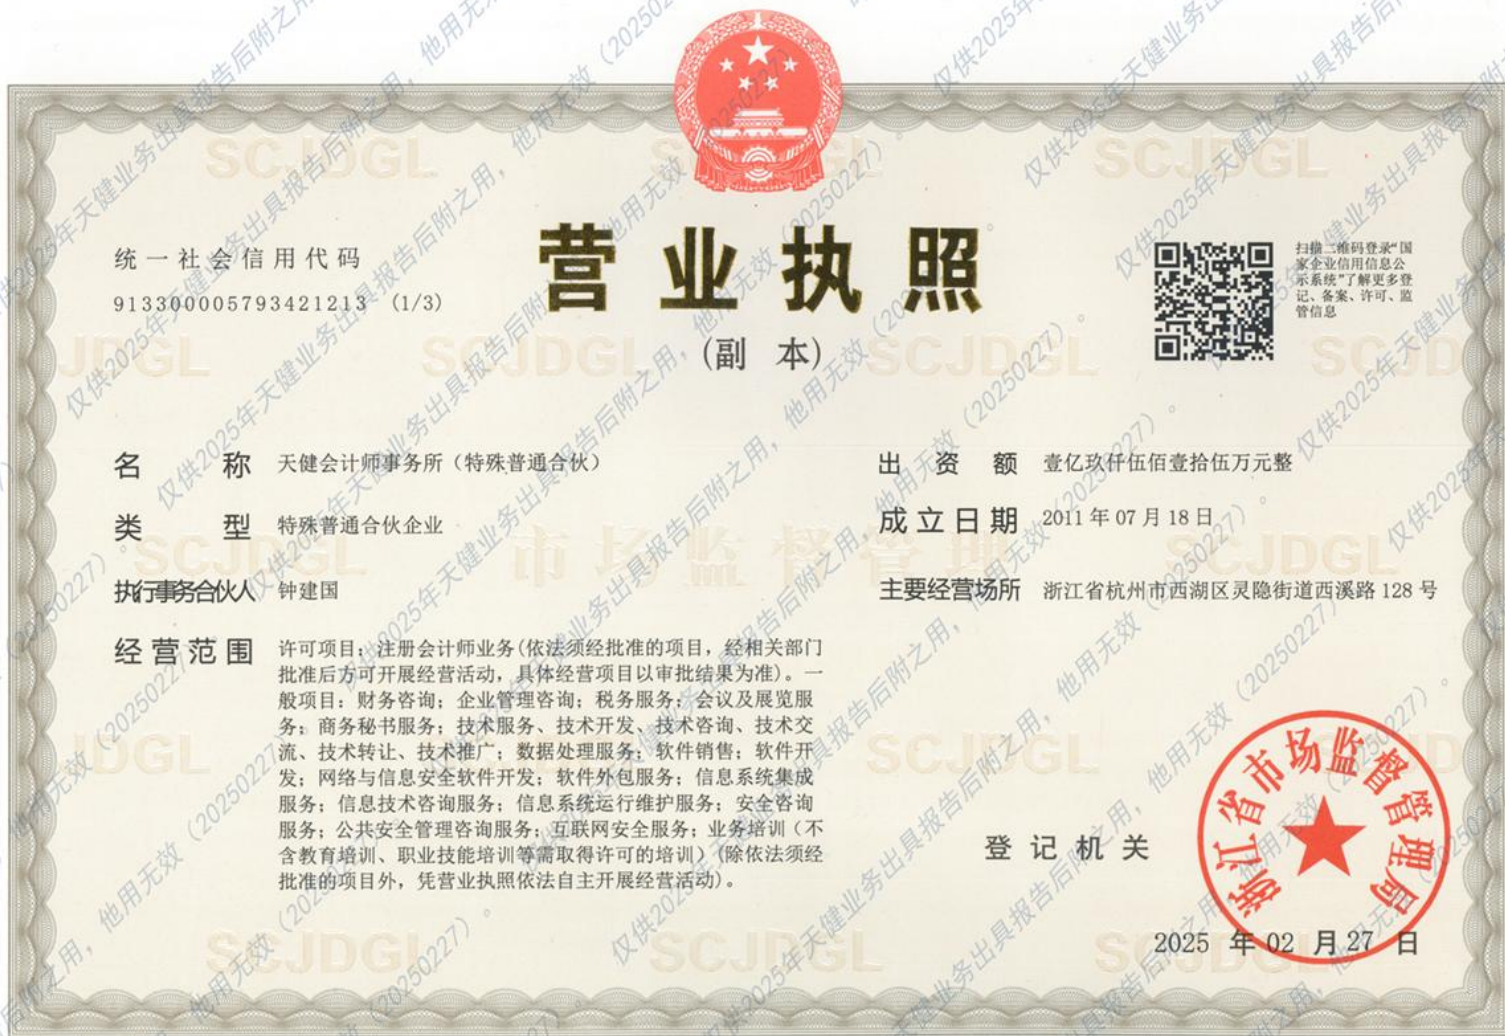 营业执照
(副 本)
统一社会信用代码
913300005793421213 (1/3)
扫描二维码登录“国
家企业信用信息公
示系统”了解更多登
记、备案、许可、监
管信息
名 称 天健会计师事务所（特殊普通合伙）
类 型 特殊普通合伙企业
执行事务合伙人 钟建国
经营范围 许可项目：注册会计师业务(依法须经批准的项目，经相关部门
批准后方可开展经营活动，具体经营项目以审批结果为准)。一
般项目：财务咨询；企业管理咨询；税务服务；会议及展览服
务；商务秘书服务；技术服务、技术开发、技术咨询、技术交
流、技术转让、技术推广；数据处理服务；软件销售；软件开
发；网络与信息安全软件开发；软件外包服务；信息系统集成
服务；信息技术咨询服务；信息系统运行维护服务；安全咨询
服务；公共安全管理咨询服务；互联网安全服务；业务培训（不
含教育培训、职业技能培训等需取得许可的培训）(除依法须经
批准的项目外，凭营业执照依法自主开展经营活动)。
出 资 额 壹亿玖仟伍佰壹拾伍万元整
成立日期 2011年07月18日
主要经营场所 浙江省杭州市西湖区灵隐街道西溪路128号
登记机关
浙江省市场监督管理局
2025 年 02 月 27 日
仅供2025年天健业务出具报告后附之用，他用无效（20250227）。
SCJDGL
市场监督管理